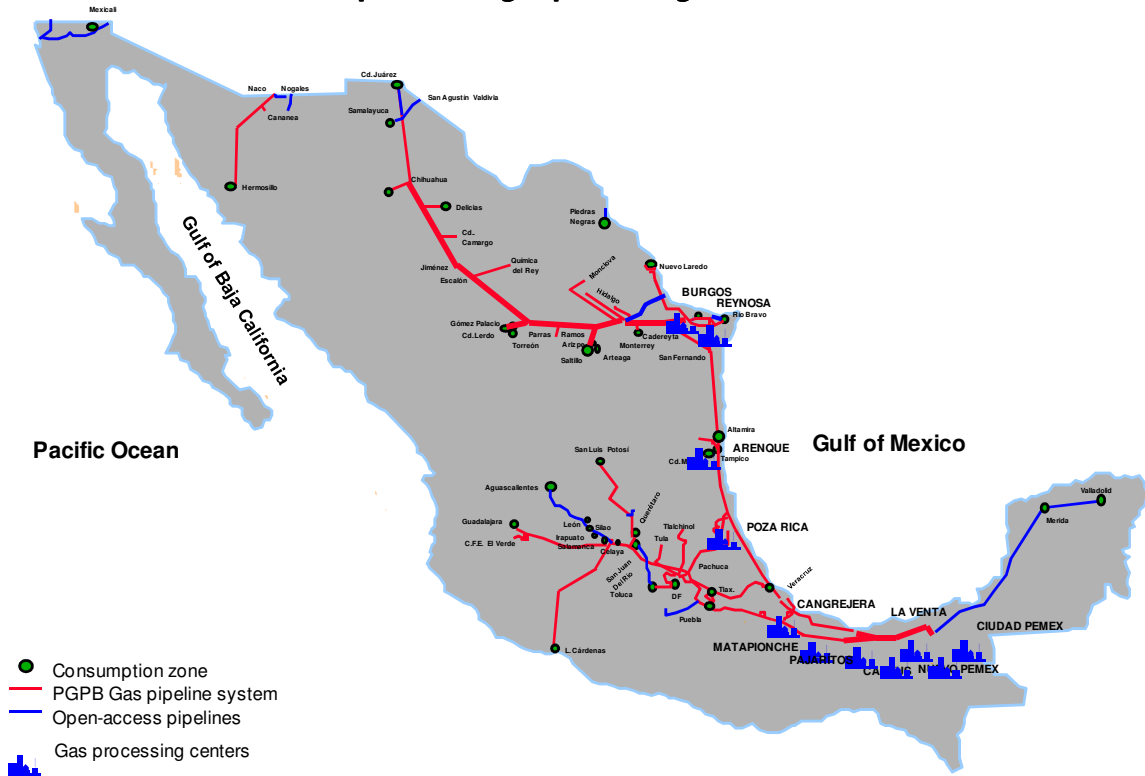 Mexicali
Cd. Juárez
Naco
Nogales
San Agustín Valdivia
Samalayuca
Cananea
Chihuahua
Hermosillo
Delicias
Piedras
Negras
Cd..
Camargo
Gulf of Baja California
Química
del Rey
Monclova
Nuevo Laredo
Jiménez
Escalón
Hidalgo
BURGOS
REYNOSA
Río Bravo
Gómez Palacio
Cd. Lerdo
Torreón
Parras
Ramos
Arizpe
Saltillo
Arteaga
Cadereyta
Monterrey
San Fernando
Altamira
Pacific Ocean
ARENQUE
Gulf of Mexico
San Luis Potosí
Cd. M
Tampico
Aguascalientes
Valladolid
Guadalajara
León
Silao
Querétaro
Merida
C.F.E. El Verde
Irapuato
Salamanca
Celaya
Tlalchinol
Tula
POZA RICA
San Juan
Del Río
Pachuca
Toluca
DF
Tlax.
Veracruz
Puebla
CANGREJERA
LA VENTA
CIUDAD PEMEX
MATAPIONCHE
PAJARITOS
PEMEX
L. Cárdenas
Consumption zone
PGPB Gas pipeline system
Open-access pipelines
Gas processing centers